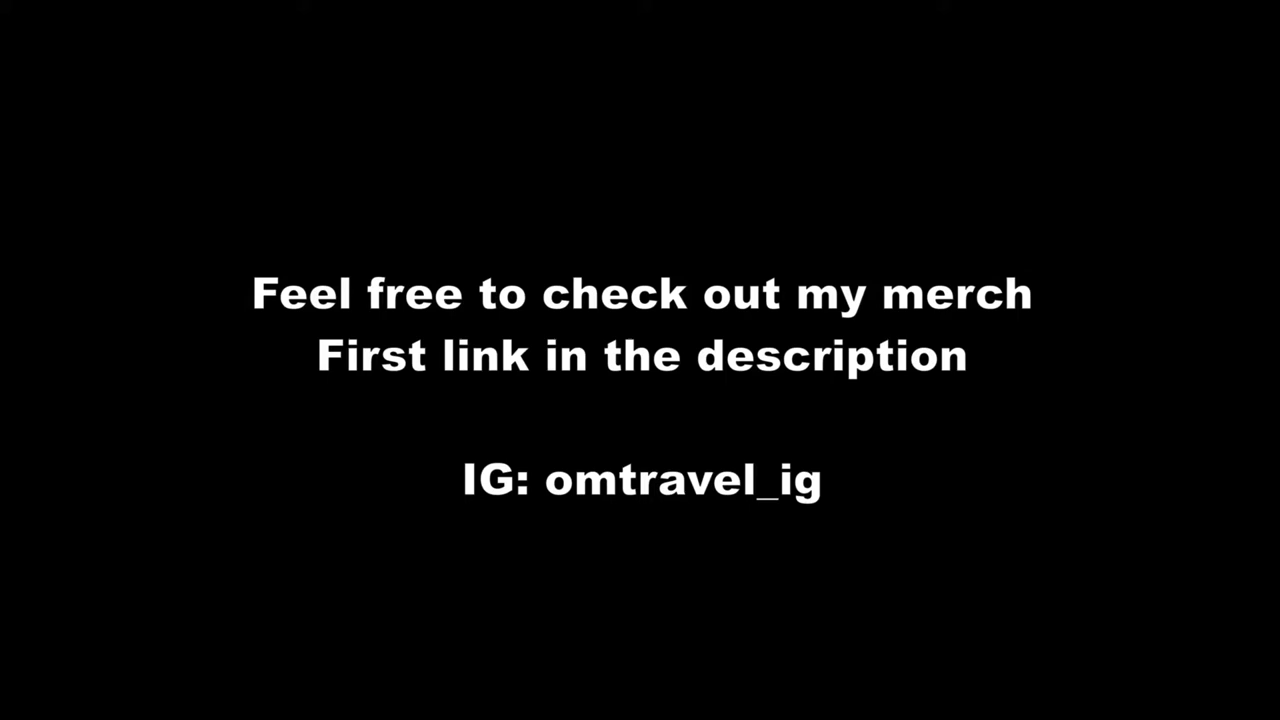 Feel free to check out my merch
First link in the description
IG: omtravel_ig